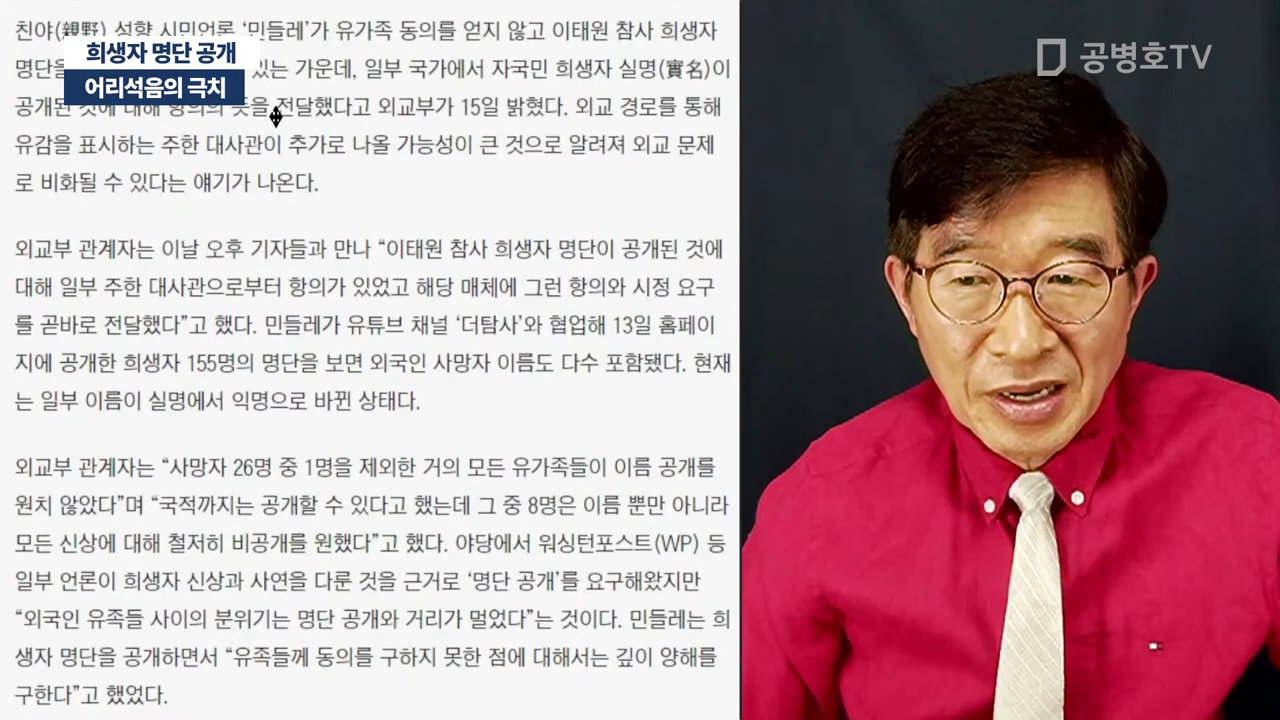 친야(親野) 성향 시민언론 ‘민들레’가 유가족 동의를 얻지 않고 이태원 참사 희생자
희생자 명단 공개
명단을 있는 가운데, 일부 국가에서 자국민 희생자 실명(實名)이
어리석음의 극치
공개된 것에 대해 항의의 뜻을 전달했다고 외교부가 15일 밝혔다. 외교 경로를 통해
유감을 표시하는 주한 대사관이 추가로 나올 가능성이 큰 것으로 알려져 외교 문제
로 비화될 수 있다는 얘기가 나온다.
외교부 관계자는 이날 오후 기자들과 만나 “이태원 참사 희생자 명단이 공개된 것에
대해 일부 주한 대사관으로부터 항의가 있었고 해당 매체에 그런 항의와 시정 요구
를 곧바로 전달했다”고 했다. 민들레가 유튜브 채널 ‘더탐사’와 협업해 13일 홈페이
지에 공개한 희생자 155명의 명단을 보면 외국인 사망자 이름도 다수 포함됐다. 현재
는 일부 이름이 실명에서 익명으로 바뀐 상태다.
외교부 관계자는 “사망자 26명 중 1명을 제외한 거의 모든 유가족들이 이름 공개를
원치 않았다”며 “국적까지는 공개할 수 있다고 했는데 그 중 8명은 이름 뿐만 아니라
모든 신상에 대해 철저히 비공개를 원했다”고 했다. 야당에서 워싱턴포스트(WP) 등
일부 언론이 희생자 신상과 사연을 다룬 것을 근거로 ‘명단 공개’를 요구해왔지만
“외국인 유족들 사이의 분위기는 명단 공개와 거리가 멀었다”는 것이다. 민들레는 희
생자 명단을 공개하면서 “유족들께 동의를 구하지 못한 점에 대해서는 깊이 양해를
구한다”고 했었다.
공병호TV